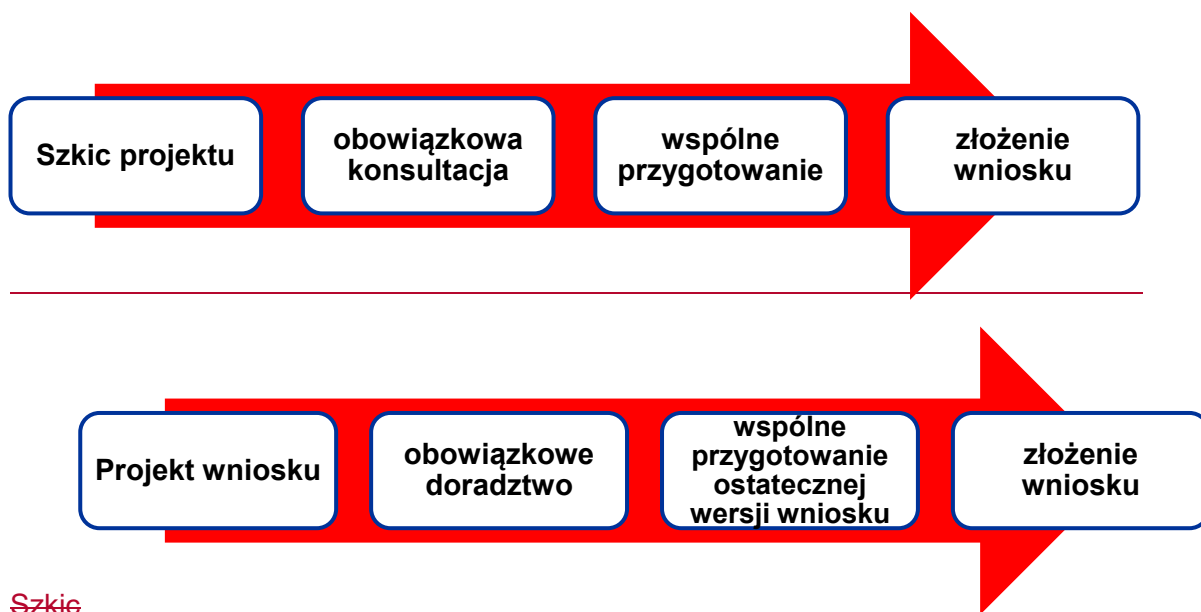 Szkic projektu
obowiązkowa
konsultacja
wspólne
przygotowanie
złożenie
wniosku
Projekt wniosku
obowiązkowe
doradztwo
wspólne
przygotowanie
ostatecznej
wersji wniosku
złożenie
wniosku
Szkic